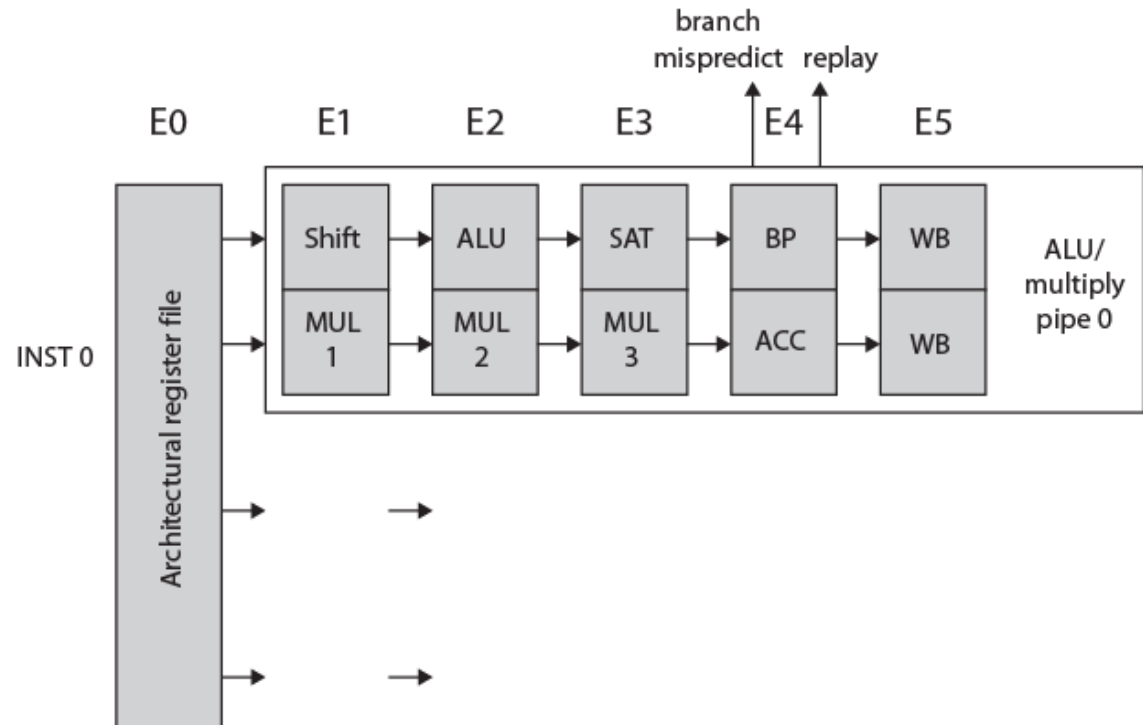 branch
mispredict replay
E0 E1 E2 E3 E4 E5
Shift ALU SAT BP WB
ALU/
multiply
pipe 0
INST 0
MUL
1
MUL
2
MUL
3
ACC WB
Architectural register file